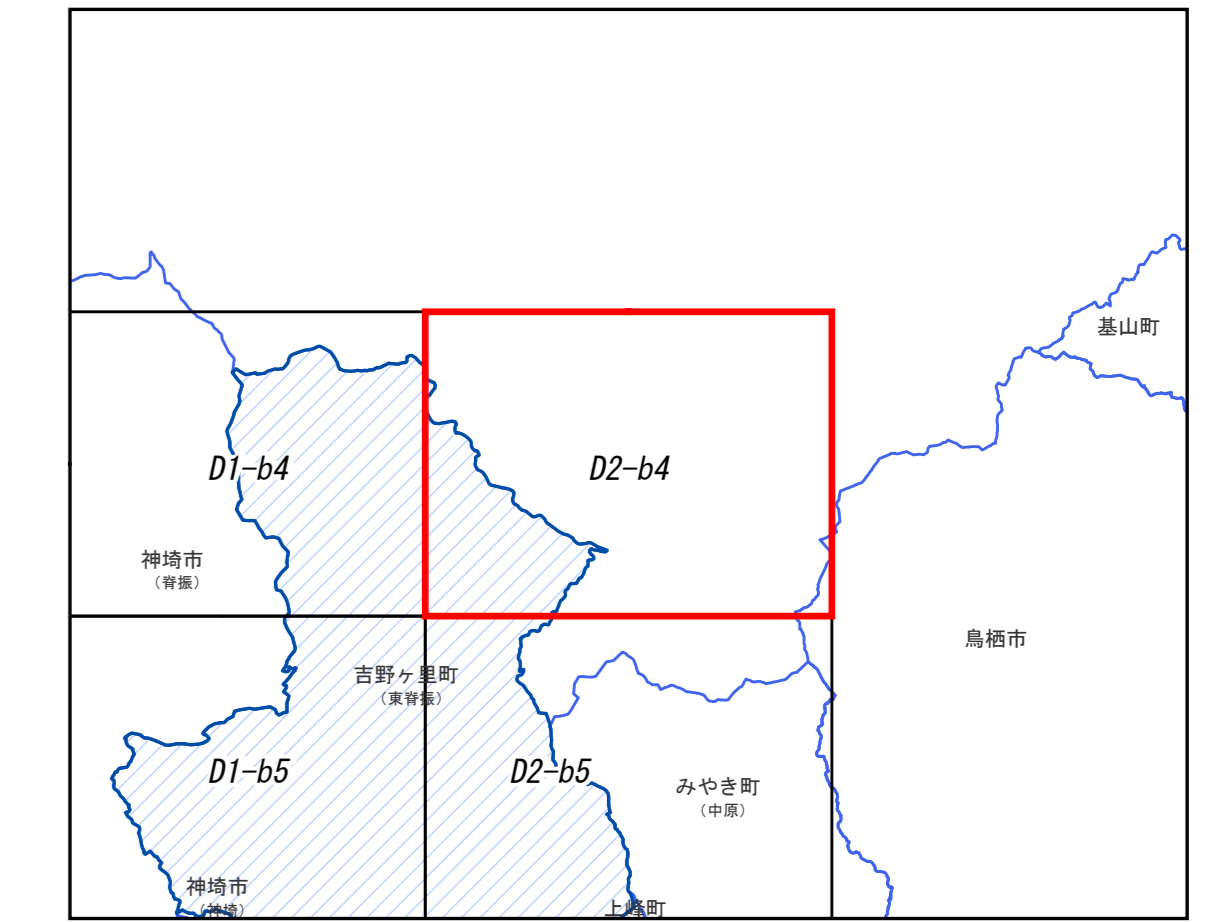 基山町
D1-b4
D2-b4
神埼市
（脊振）
鳥栖市
吉野ヶ里町
（東脊振）
D1-b5
D2-b5
みやき町
（中原）
神埼市
（神埼）
上峰町